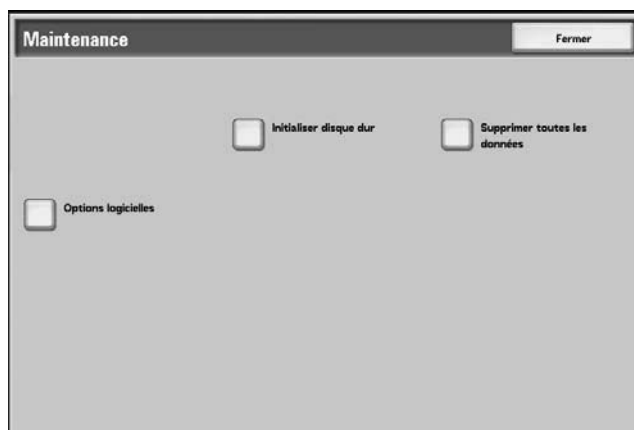 Maintenance
Fermer
Initialiser disque dur
Supprimer toutes les
données
Options logicielles